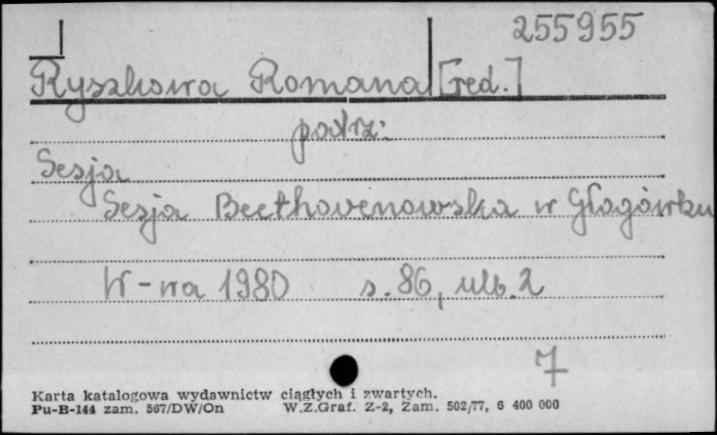 255955
Ryszkowa Romana [red.]
patrz:
Sesja
Sesja Beethovenowska w Głogówku
W-wa 1980 s. 86, nlb. 2
7
Karta katalogowa wydawnictw ciągłych i zwartych.
Pu-B-144 zam. 567/DW/On W.Z.Graf. Z-2, Zam. 502/77, 6 400 000